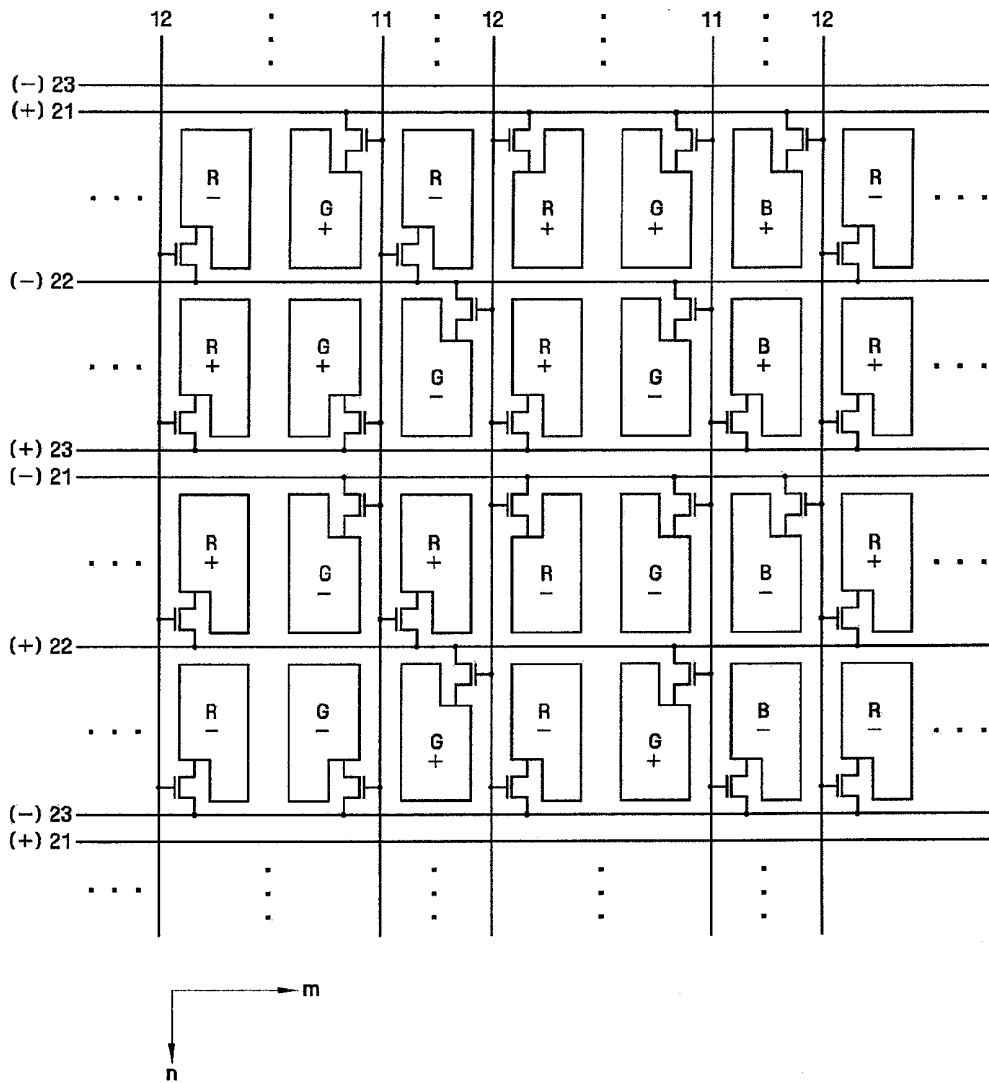 12 11 12 11 12
(−) 23
(+) 21
R − G + R − R + G + B + R −
(−) 22
R + G + G − R + G − B + R +
(+) 23
(−) 21
R + G − R + R − G − B − R +
(+) 22
R − G − G + R − G + B − R −
(−) 23
(+) 21
m
n